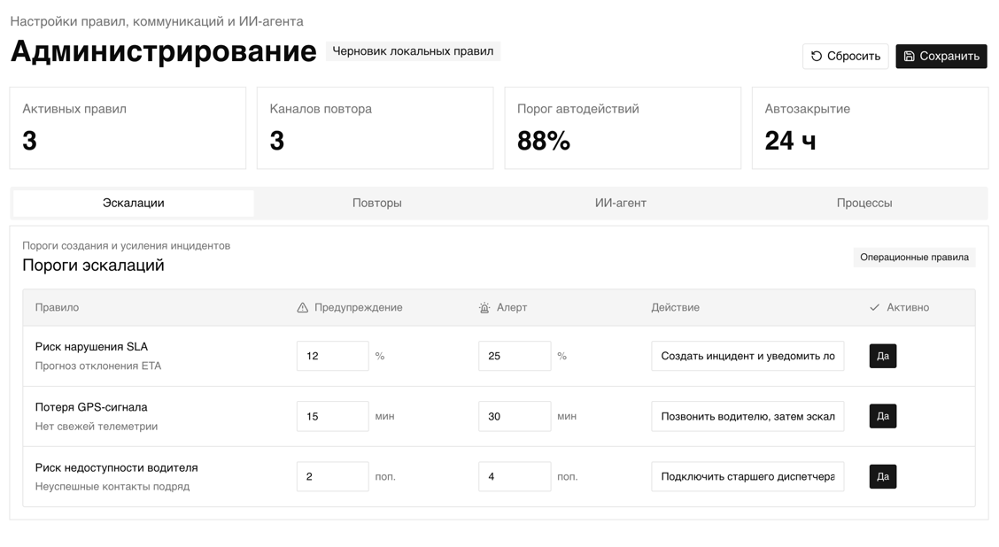 Настройки правил, коммуникаций и ИИ-агента
Администрирование
Черновик локальных правил
Сбросить
Сохранить
Активных правил
3
Каналов повтора
3
Порог автодействий
88%
Автозакрытие
24 ч
Эскалации
Повторы
ИИ-агент
Процессы
Пороги создания и усиления инцидентов
Пороги эскалаций
Операционные правила
Правило
Предупреждение
Алерт
Действие
Активно
Риск нарушения SLA
Прогноз отклонения ETA
12 %
25 %
Создать инцидент и уведомить ло
Да
Потеря GPS-сигнала
Нет свежей телеметрии
15 мин
30 мин
Позвонить водителю, затем эскал
Да
Риск недоступности водителя
Неуспешные контакты подряд
2 поп.
4 поп.
Подключить старшего диспетчера
Да